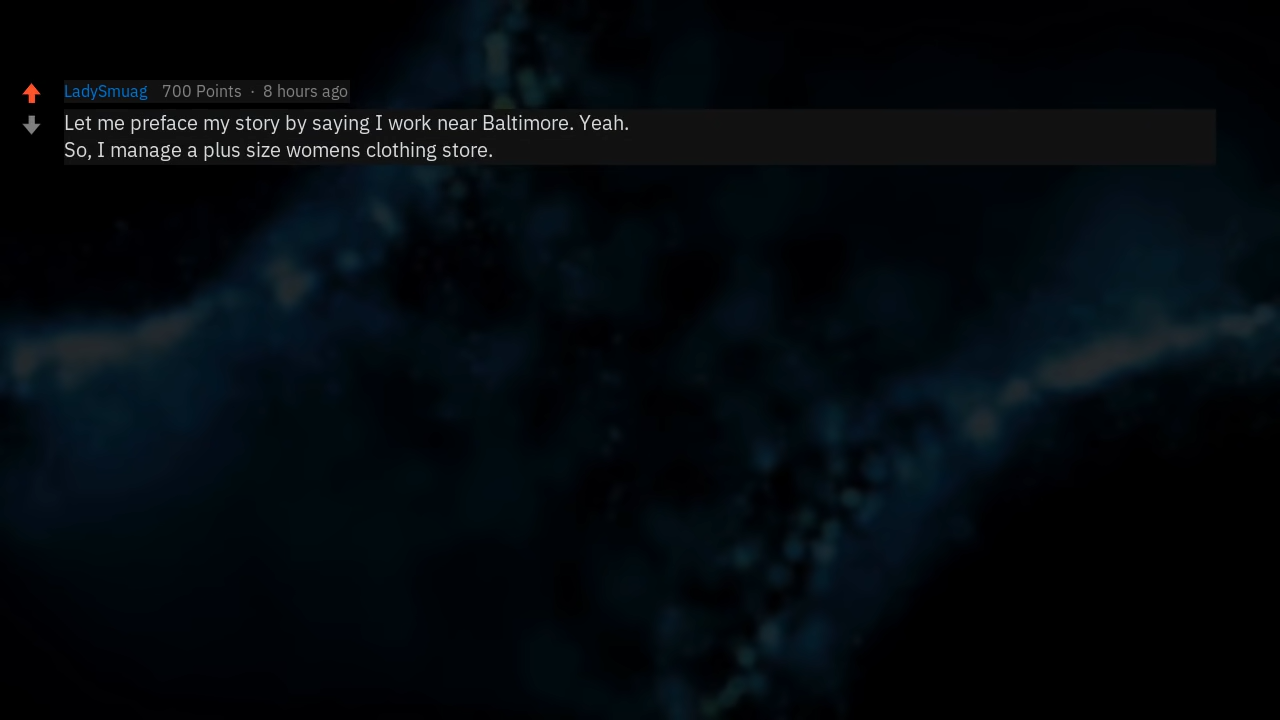 LadySmuag 700 Points · 8 hours ago
Let me preface my story by saying I work near Baltimore. Yeah.
So, I manage a plus size womens clothing store.